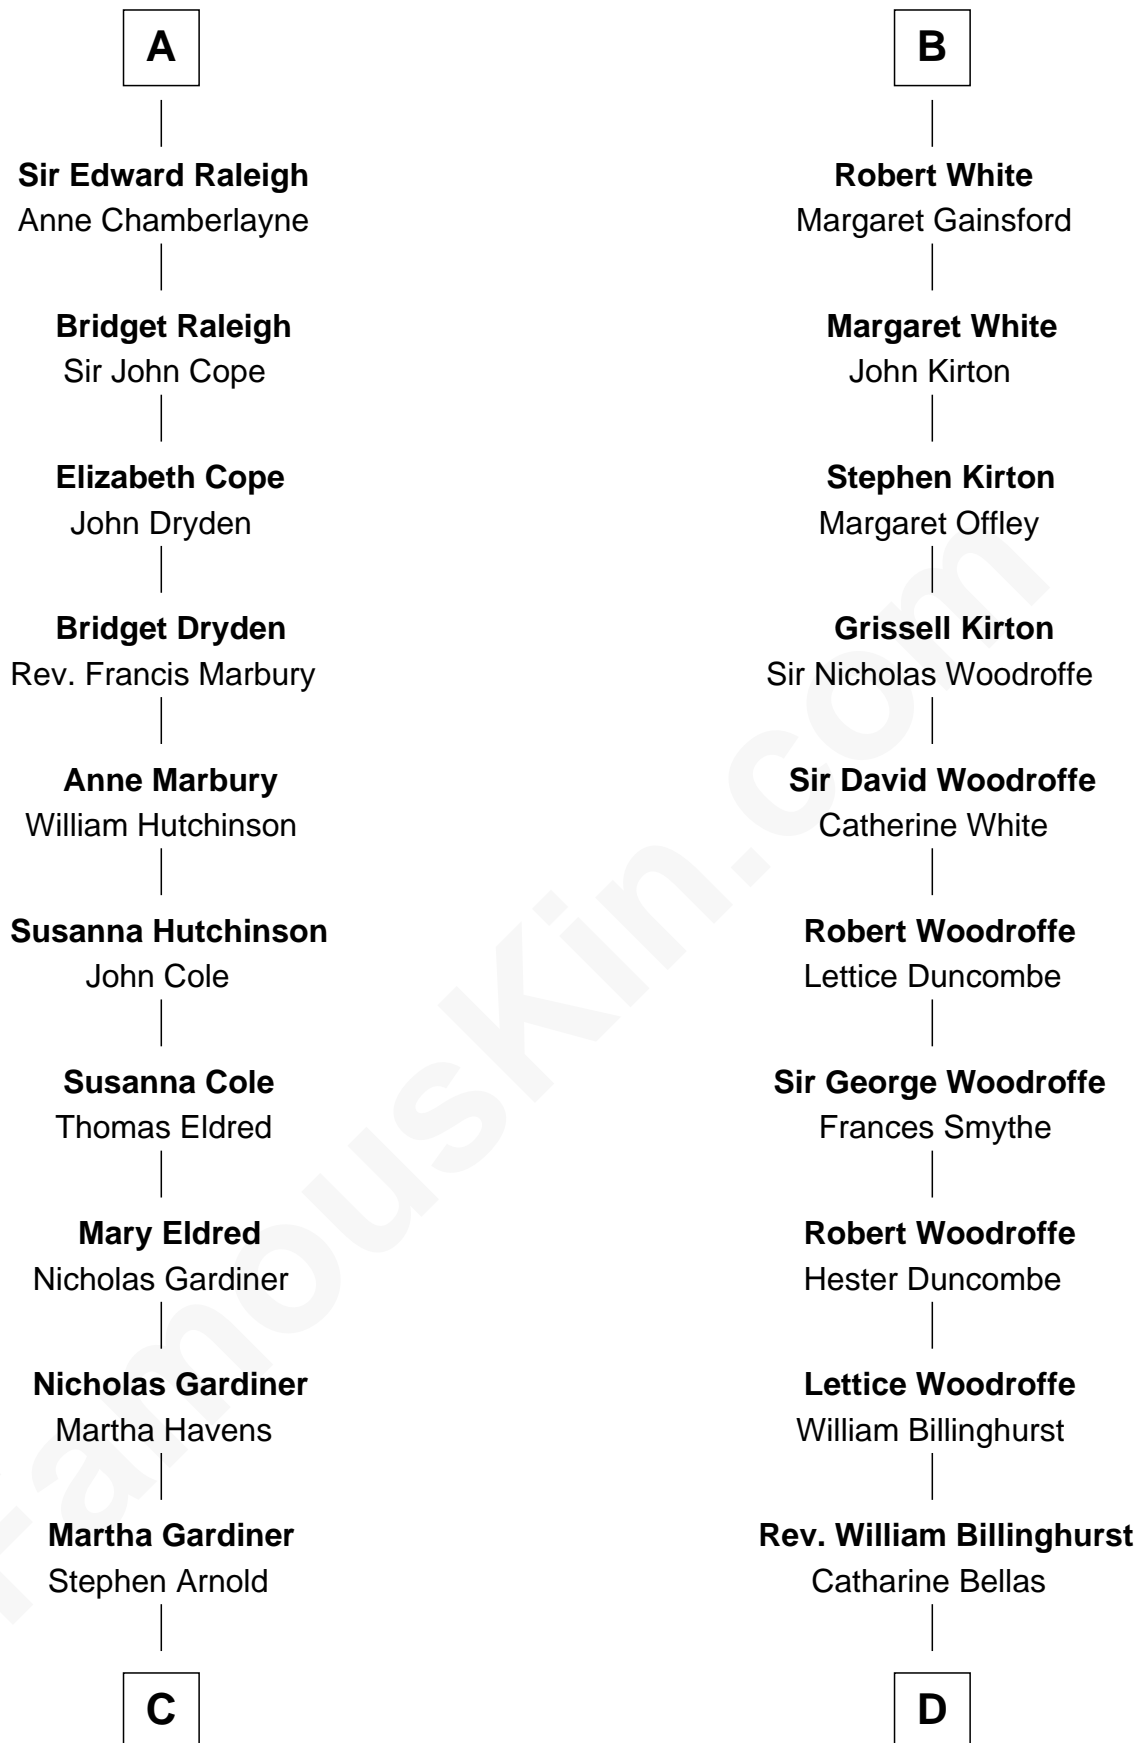 A
Sir Edward Raleigh
Anne Chamberlayne
Bridget Raleigh
Sir John Cope
Elizabeth Cope
John Dryden
Bridget Dryden
Rev. Francis Marbury
Anne Marbury
William Hutchinson
Susanna Hutchinson
John Cole
Susanna Cole
Thomas Eldred
Mary Eldred
Nicholas Gardiner
Nicholas Gardiner
Martha Havens
Martha Gardiner
Stephen Arnold
C
B
Robert White
Margaret Gainsford
Margaret White
John Kirton
Stephen Kirton
Margaret Offley
Grissell Kirton
Sir Nicholas Woodroffe
Sir David Woodroffe
Catherine White
Robert Woodroffe
Lettice Duncombe
Sir George Woodroffe
Frances Smythe
Robert Woodroffe
Hester Duncombe
Lettice Woodroffe
William Billinghurst
Rev. William Billinghurst
Catharine Bellas
D
FamousKin.com